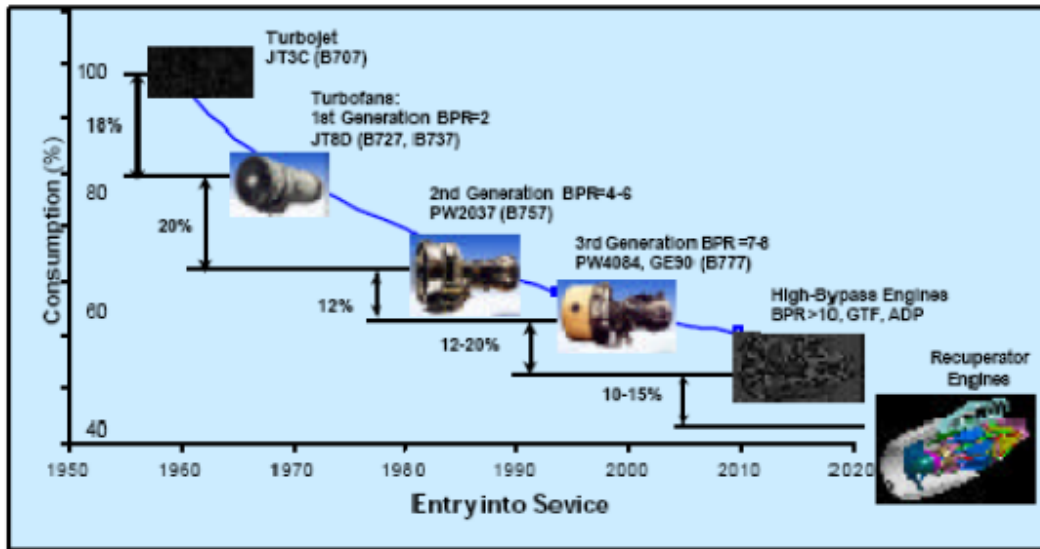 Turbojet
JT3C (B707)
100
18%
Turbofans:
1st Generation BPR=2
JT8D (B727, B737)
80
20%
2nd Generation BPR=4-6
PW2037 (B757)
12%
3rd Generation BPR =7-8
PW4084, GE90 (B777)
60
12-20%
High-Bypass Engines
BPR >10, GTF, ADP
10-15%
Recuperator
Engines
40
Consumption (%)
1950 1960 1970 1980 1990 2000 2010 2020
Entry into Sevice